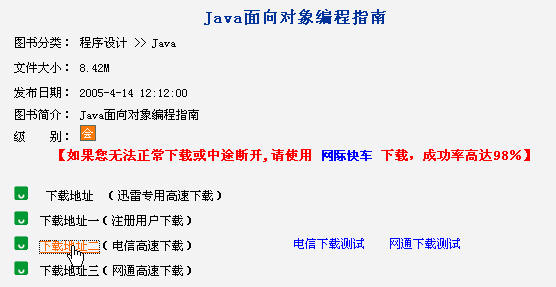 Java面向对象编程指南
图书分类： 程序设计 >> Java
文件大小： 8.42M
发布日期： 2005-4-14 12:12:00
图书简介： Java面向对象编程指南
级　　别： 会
【如果您无法正常下载或中途断开,请使用 网际快车 下载，成功率高达98%】
下载地址 （迅雷专用高速下载）
下载地址一（注册用户下载）
下载地址二（电信高速下载） 电信下载测试 网通下载测试
下载地址三（网通高速下载）